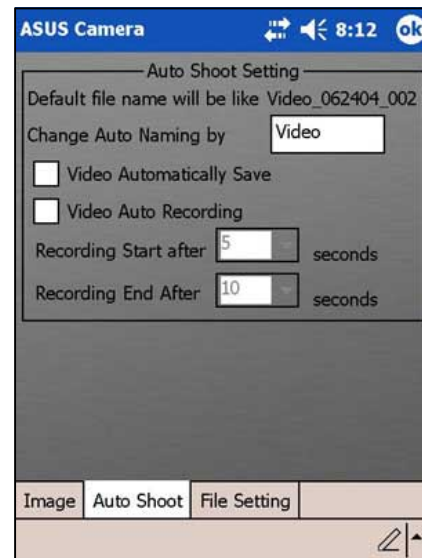 ASUS Camera 8:12 ok
Auto Shoot Setting
Default file name will be like Video_062404_002
Change Auto Naming by Video
Video Automatically Save
Video Auto Recording
Recording Start after 5 seconds
Recording End After 10 seconds
Image Auto Shoot File Setting